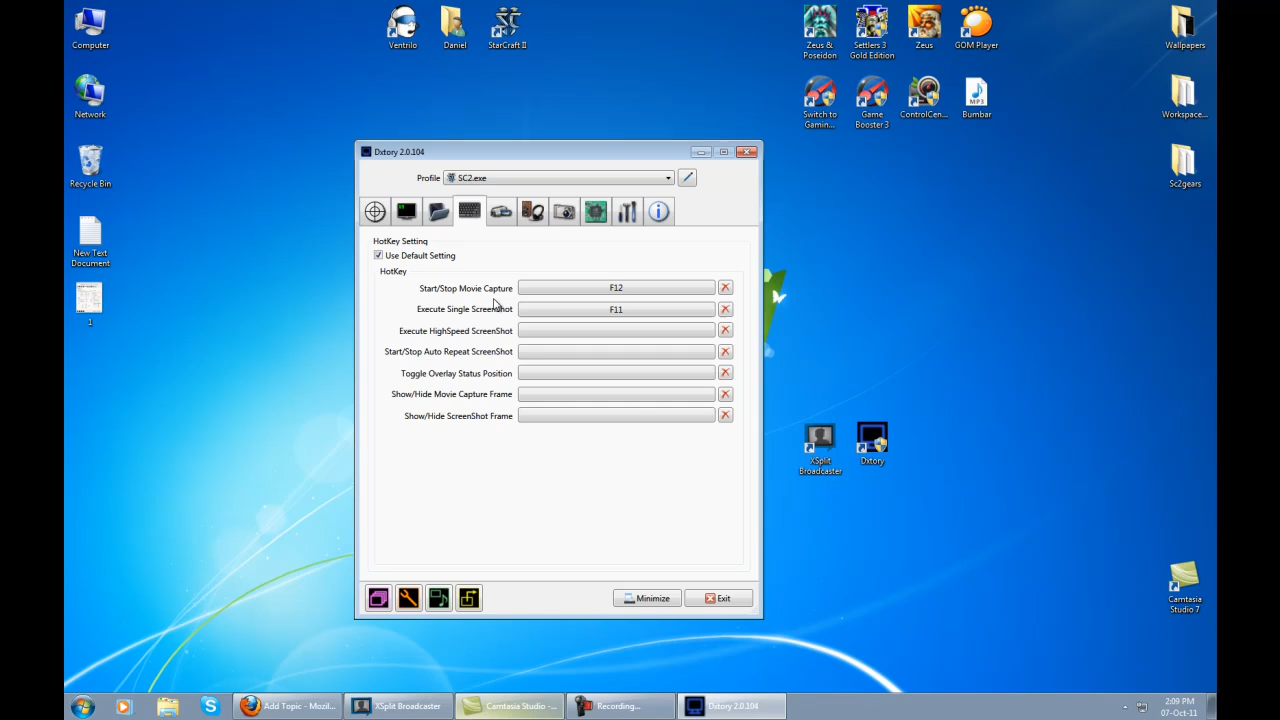 Computer
Ventrilo
Daniel
StarCraft II
Zeus &
Poseidon
Settlers 3
Gold Edition
Zeus
GOM Player
Wallpapers
Network
Switch to
Gamin...
Game
Booster 3
ControlCen...
MP3
Bumbar
Workspace...
Recycle Bin
Sc2gears
New Text
Document
1
Dxtory 2.0.104
Profile
SC2.exe
HotKey Setting
Use Default Setting
HotKey
Start/Stop Movie Capture
F12
Execute Single ScreenShot
F11
Execute HighSpeed ScreenShot
Start/Stop Auto Repeat ScreenShot
Toggle Overlay Status Position
Show/Hide Movie Capture Frame
Show/Hide ScreenShot Frame
Minimize
Exit
XSplit
Broadcaster
Dxtory
Camtasia
Studio 7
Add Topic - Mozil...
XSplit Broadcaster
Camtasia Studio -...
Recording...
Dxtory 2.0.104
2:09 PM
07-Oct-11